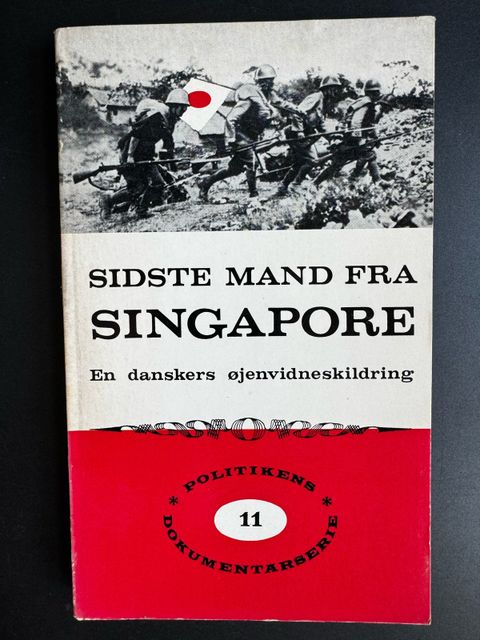 SIDSTE MAND FRA
SINGAPORE
En danskers øjenvidneskildring
* POLITIKENS *
11
DOKUMENTARSERIE